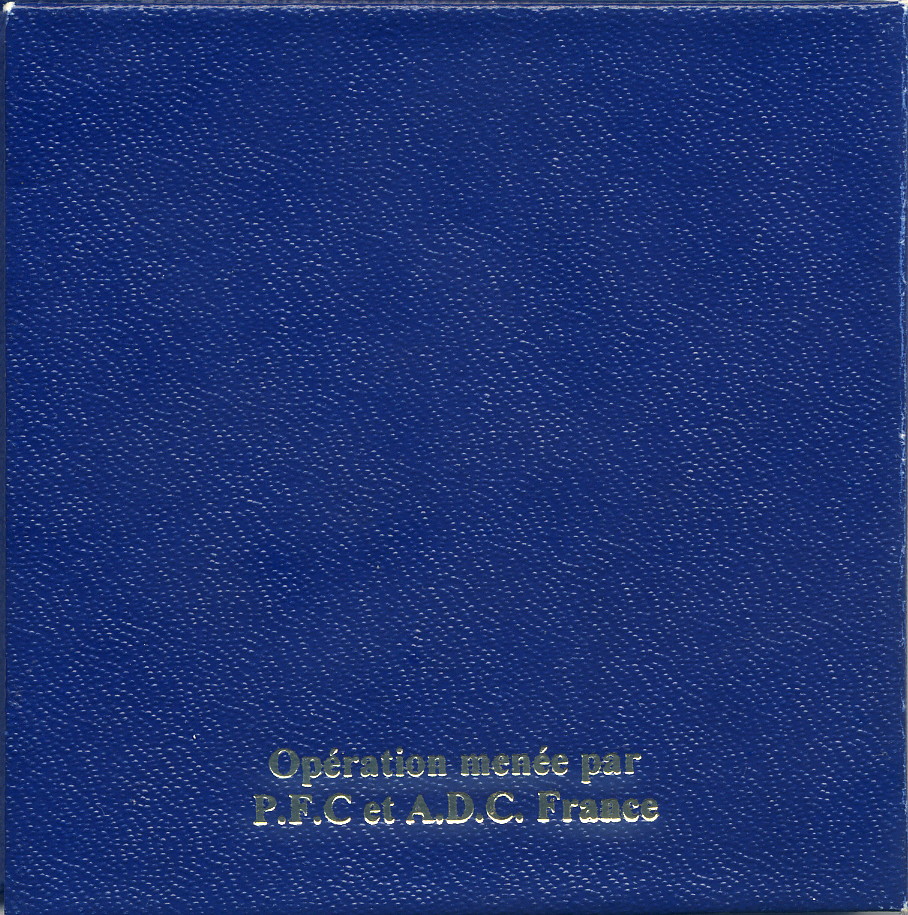 Opération menée par
P.F.C et A.D.C. France